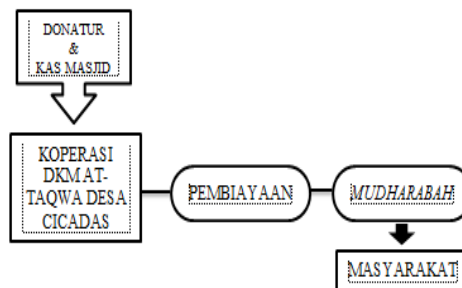 DONATUR
&
KAS MASJID
KOPERASI
DKM AT-
TAQWA DESA
CICADAS
PEMBIAYAAN
MUDHARABAH
MASYARAKAT